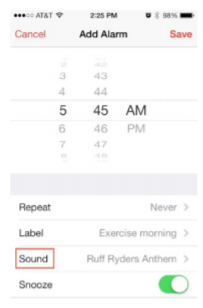 AT&T 2:25 PM 98%
Cancel Add Alarm Save
3 43
4 44
5 45 AM
6 46 PM
7 47
Repeat Never >
Label Exercise morning >
Sound Ruff Ryders Anthem >
Snooze